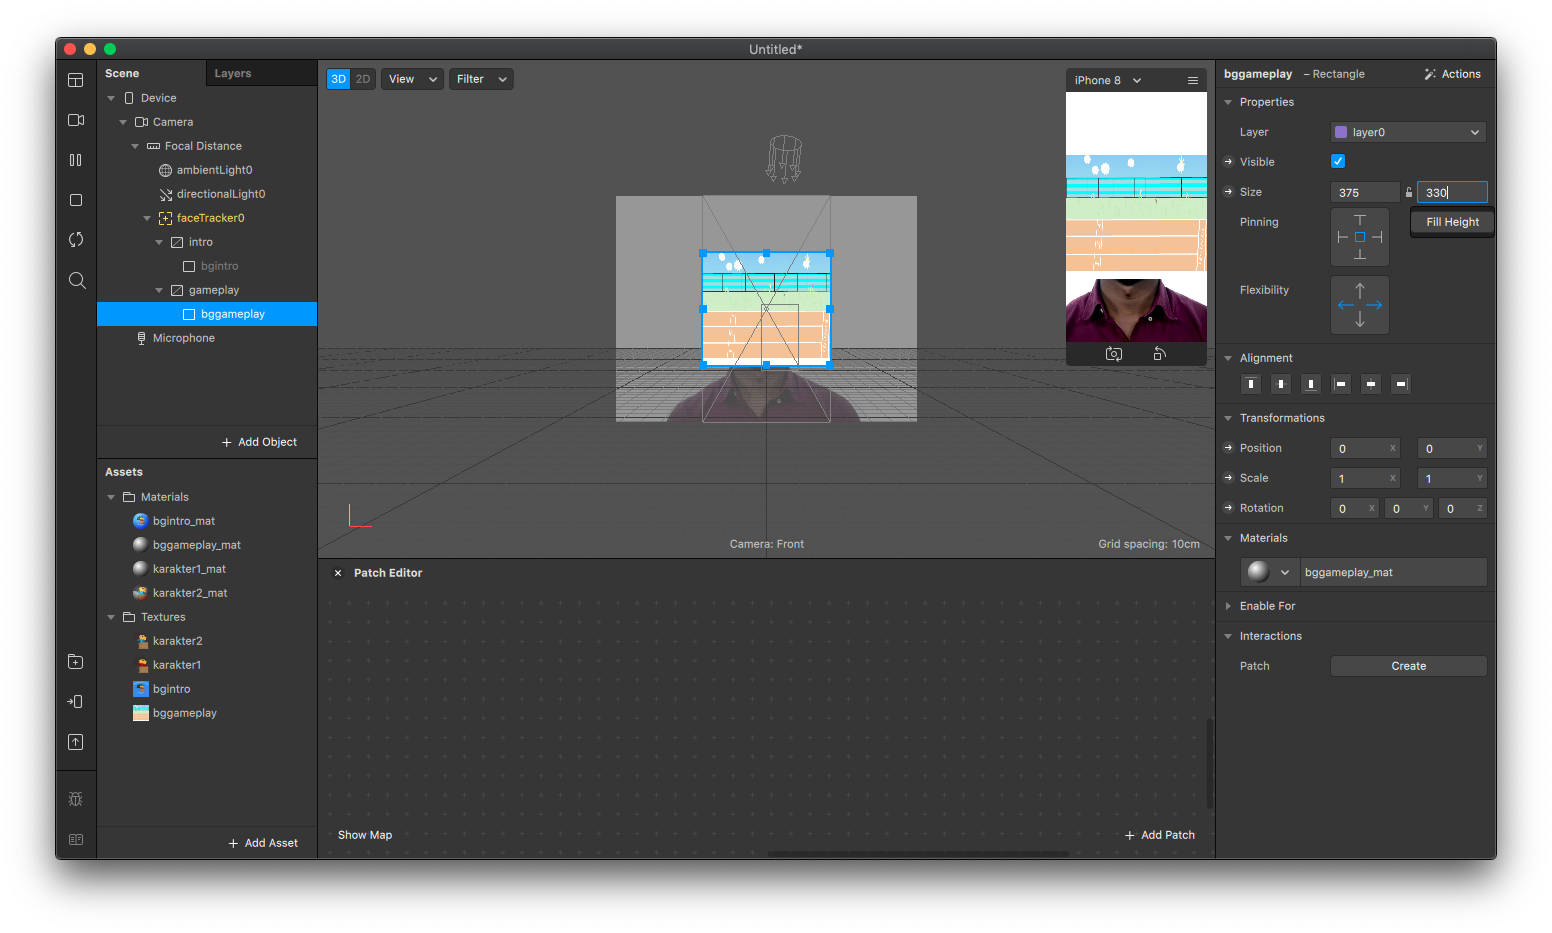 Untitled*
Scene
Layers
Device
Camera
Focal Distance
ambientLight0
directionalLight0
faceTracker0
intro
bgintro
gameplay
bggameplay
Microphone
+ Add Object
Assets
Materials
bgintro_mat
bggameplay_mat
karakter1_mat
karakter2_mat
Textures
karakter2
karakter1
bgintro
bggameplay
+ Add Asset
3D 2D View Filter
iPhone 8
Camera: Front
Grid spacing: 10cm
Patch Editor
Show Map
+ Add Patch
bggameplay – Rectangle
Actions
Properties
Layer layer0
Visible
Size 375 330
Pinning
Fill Height
Flexibility
Alignment
Transformations
Position 0 X 0 Y
Scale 1 X 1 Y
Rotation 0 X 0 Y 0 Z
Materials
bggameplay_mat
Enable For
Interactions
Patch Create